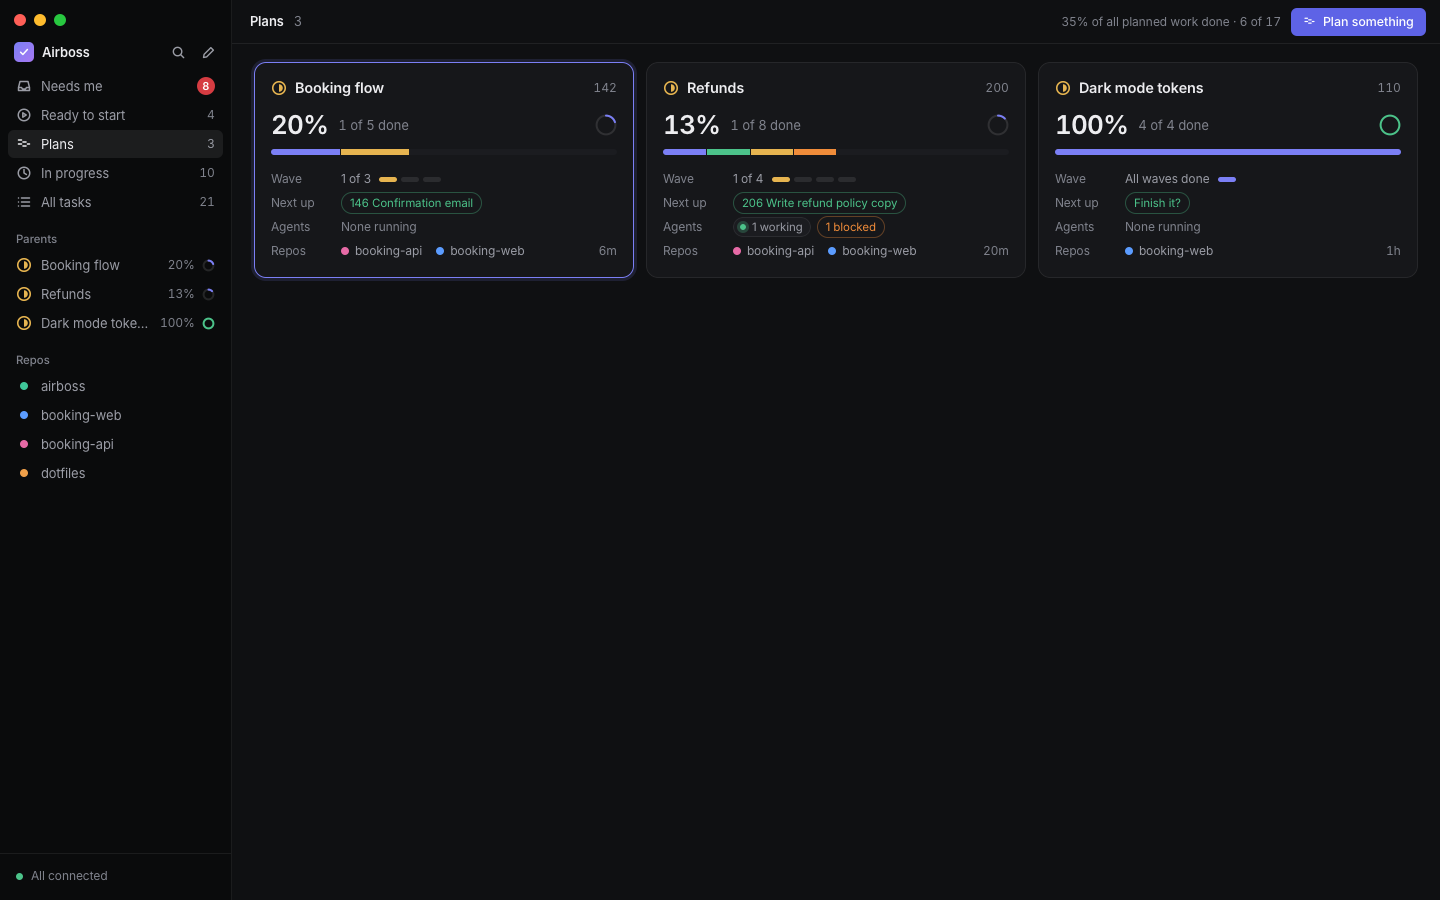 Airboss
Needs me 8
Ready to start 4
Plans 3
In progress 10
All tasks 21
Parents
Booking flow 20%
Refunds 13%
Dark mode toke... 100%
Repos
airboss
booking-web
booking-api
dotfiles
All connected
Plans 3
35% of all planned work done · 6 of 17
Plan something
Booking flow 142
20% 1 of 5 done
Wave 1 of 3
Next up 146 Confirmation email
Agents None running
Repos booking-api booking-web 6m
Refunds 200
13% 1 of 8 done
Wave 1 of 4
Next up 206 Write refund policy copy
Agents 1 working 1 blocked
Repos booking-api booking-web 20m
Dark mode tokens 110
100% 4 of 4 done
Wave All waves done
Next up Finish it?
Agents None running
Repos booking-web 1h